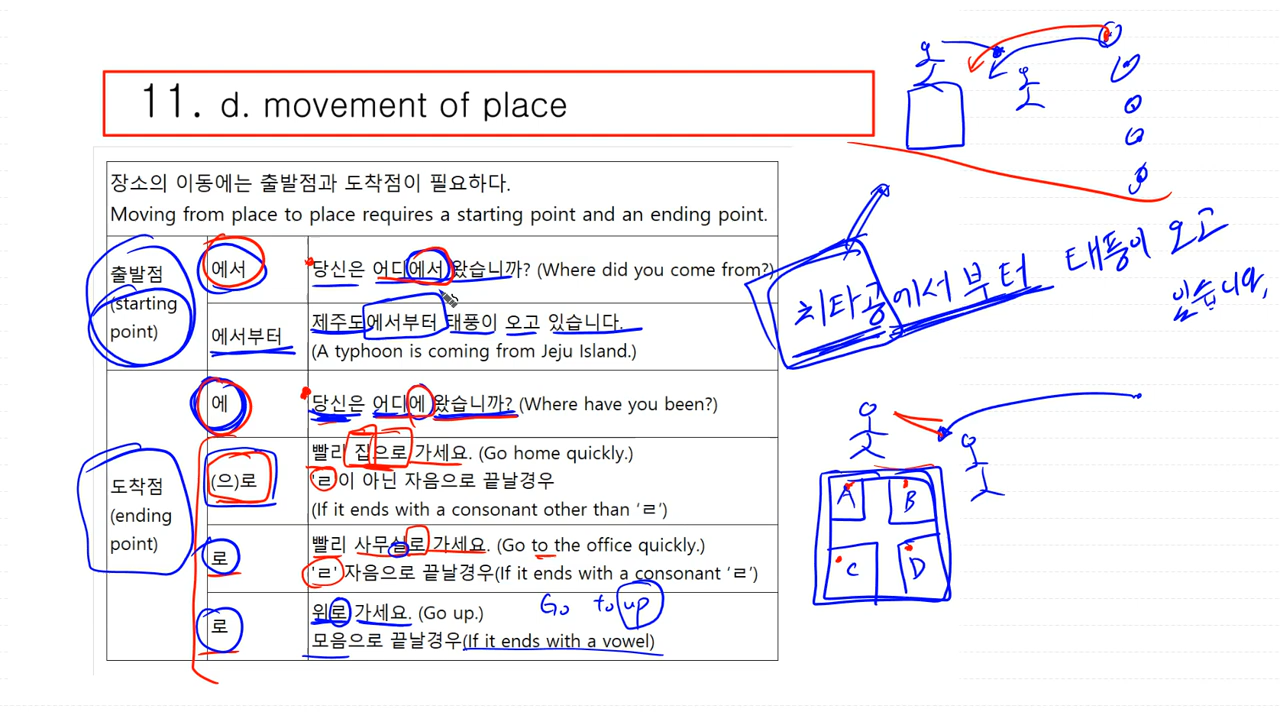 11. d. movement of place
장소의 이동에는 출발점과 도착점이 필요하다.
Moving from place to place requires a starting point and an ending point.
출발점
(starting
point)
에서
당신은 어디에서 왔습니까? (Where did you come from?)
에서부터
제주도에서부터 태풍이 오고 있습니다.
(A typhoon is coming from Jeju Island.)
도착점
(ending
point)
에
당신은 어디에 왔습니까? (Where have you been?)
(으)로
빨리 집으로 가세요. (Go home quickly.)
'ㄹ'이 아닌 자음으로 끝날경우
(If it ends with a consonant other than 'ㄹ')
로
빨리 사무실로 가세요. (Go to the office quickly.)
'ㄹ' 자음으로 끝날경우(If it ends with a consonant 'ㄹ')
로
위로 가세요. (Go up.)
Go to up
모음으로 끝날경우(If it ends with a vowel)
치타공에서부터 태풍이 오고
있습니다.
A B
C D